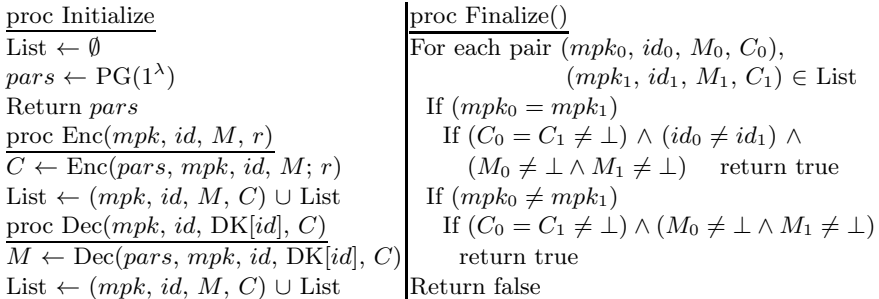 proc Initialize
List ← ∅
pars ← PG(1^λ)
Return pars
proc Enc(mpk, id, M, r)
C ← Enc(pars, mpk, id, M; r)
List ← (mpk, id, M, C) ∪ List
proc Dec(mpk, id, DK[id], C)
M ← Dec(pars, mpk, id, DK[id], C)
List ← (mpk, id, M, C) ∪ List
proc Finalize()
For each pair (mpk₀, id₀, M₀, C₀),
(mpk₁, id₁, M₁, C₁) ∈ List
If (mpk₀ = mpk₁)
If (C₀ = C₁ ≠ ⊥) ∧ (id₀ ≠ id₁) ∧
(M₀ ≠ ⊥ ∧ M₁ ≠ ⊥) return true
If (mpk₀ ≠ mpk₁)
If (C₀ = C₁ ≠ ⊥) ∧ (M₀ ≠ ⊥ ∧ M₁ ≠ ⊥)
return true
Return false